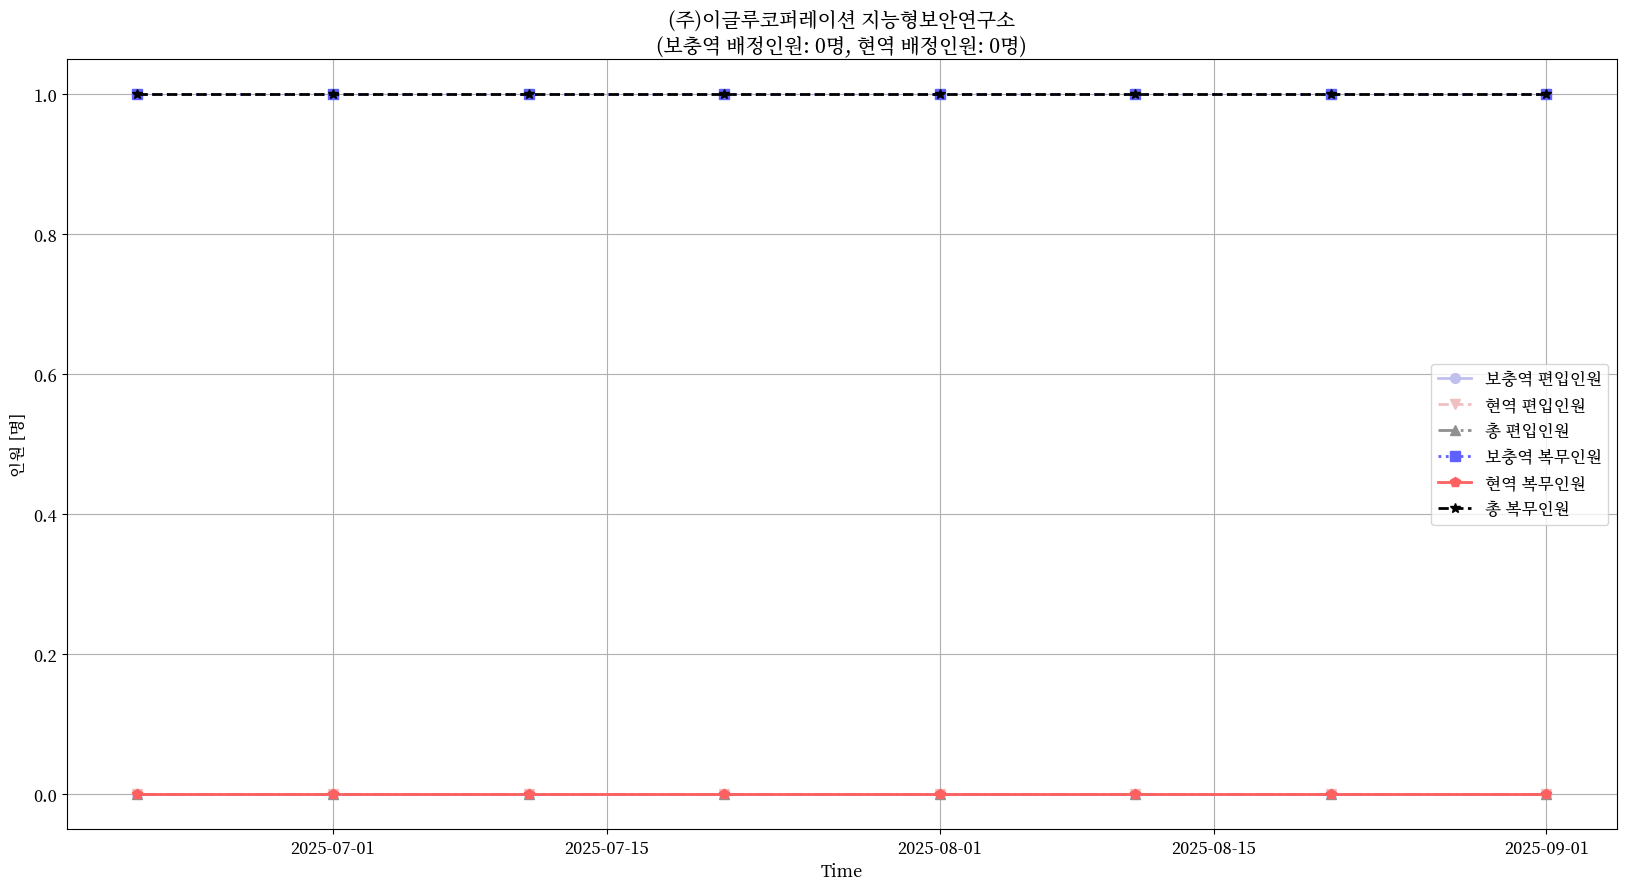 (주)이글루코퍼레이션 지능형보안연구소
(보충역 배정인원: 0명, 현역 배정인원: 0명)
1.0
0.8
0.6
0.4
0.2
0.0
인원 [명]
보충역 편입인원
현역 편입인원
총 편입인원
보충역 복무인원
현역 복무인원
총 복무인원
2025-07-01
2025-07-15
2025-08-01
2025-08-15
2025-09-01
Time